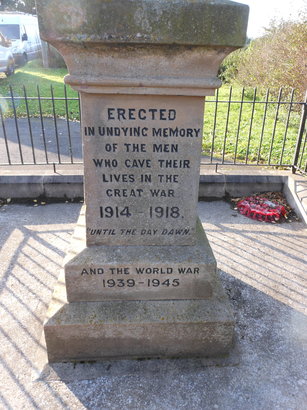 ERECTED
IN UNDYING MEMORY
OF THE MEN
WHO GAVE THEIR
LIVES IN THE
GREAT WAR
1914 - 1918.
"UNTIL THE DAY DAWN."
AND THE WORLD WAR
1939-1945